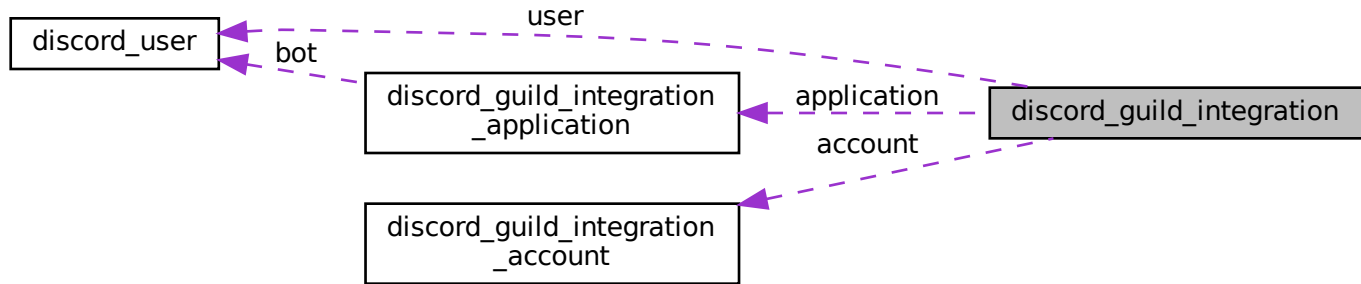 user
discord_user
bot
discord_guild_integration
_application
application
discord_guild_integration
account
discord_guild_integration
_account